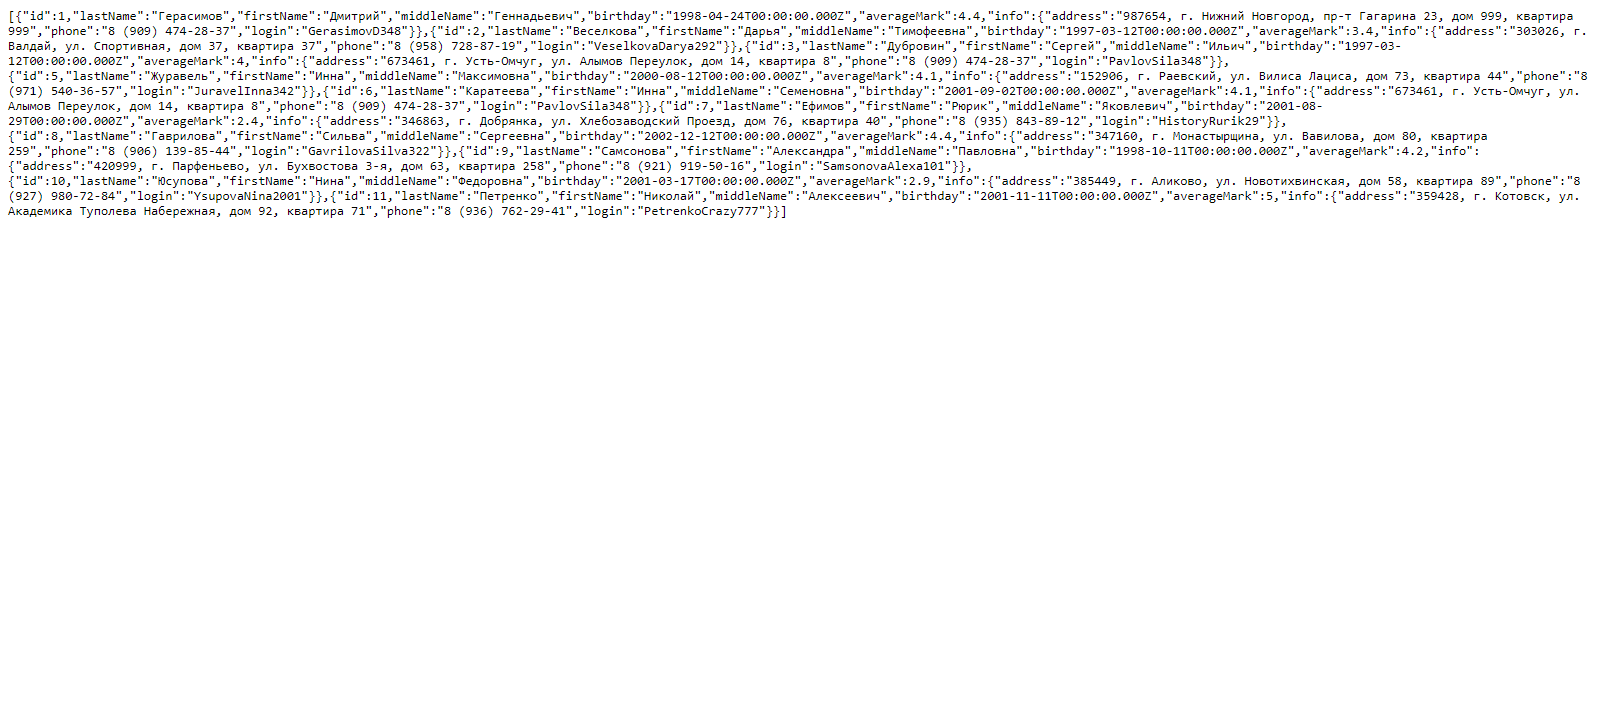 [{"id":1,"lastName":"Герасимов","firstName":"Дмитрий","middleName":"Геннадьевич","birthday":"1998-04-24T00:00:00.000Z","averageMark":4.4,"info":{"address":"987654, г. Нижний Новгород, пр-т Гагарина 23, дом 999, квартира
999","phone":"8 (909) 474-28-37","login":"GerasimovD348"}},{"id":2,"lastName":"Веселкова","firstName":"Дарья","middleName":"Тимофеевна","birthday":"1997-03-12T00:00:00.000Z","averageMark":3.4,"info":{"address":"303026, г.
Валдай, ул. Спортивная, дом 37, квартира 37","phone":"8 (958) 728-87-19","login":"VeselkovaDarya292"}},{"id":3,"lastName":"Дубровин","firstName":"Сергей","middleName":"Ильич","birthday":"1997-03-
12T00:00:00.000Z","averageMark":4,"info":{"address":"673461, г. Усть-Омчуг, ул. Алымов Переулок, дом 14, квартира 8","phone":"8 (909) 474-28-37","login":"PavlovSila348"}},
{"id":5,"lastName":"Журавель","firstName":"Инна","middleName":"Максимовна","birthday":"2000-08-12T00:00:00.000Z","averageMark":4.1,"info":{"address":"152906, г. Раевский, ул. Вилиса Лациса, дом 73, квартира 44","phone":"8
(971) 540-36-57","login":"JuravelInna342"}},{"id":6,"lastName":"Каратеева","firstName":"Инна","middleName":"Семеновна","birthday":"2001-09-02T00:00:00.000Z","averageMark":4.1,"info":{"address":"673461, г. Усть-Омчуг, ул.
Алымов Переулок, дом 14, квартира 8","phone":"8 (909) 474-28-37","login":"PavlovSila348"}},{"id":7,"lastName":"Ефимов","firstName":"Рюрик","middleName":"Яковлевич","birthday":"2001-08-
29T00:00:00.000Z","averageMark":2.4,"info":{"address":"346863, г. Добрянка, ул. Хлебозаводский Проезд, дом 76, квартира 40","phone":"8 (935) 843-89-12","login":"HistoryRurik29"}},
{"id":8,"lastName":"Гаврилова","firstName":"Сильва","middleName":"Сергеевна","birthday":"2002-12-12T00:00:00.000Z","averageMark":4.4,"info":{"address":"347160, г. Монастырщина, ул. Вавилова, дом 80, квартира
259","phone":"8 (906) 139-85-44","login":"GavrilovaSilva322"}},{"id":9,"lastName":"Самсонова","firstName":"Александра","middleName":"Павловна","birthday":"1998-10-11T00:00:00.000Z","averageMark":4.2,"info":
{"address":"420999, г. Парфеньево, ул. Бухвостова 3-я, дом 63, квартира 258","phone":"8 (921) 919-50-16","login":"SamsonovaAlexa101"}},
{"id":10,"lastName":"Юсупова","firstName":"Нина","middleName":"Федоровна","birthday":"2001-03-17T00:00:00.000Z","averageMark":2.9,"info":{"address":"385449, г. Аликово, ул. Новотихвинская, дом 58, квартира 89","phone":"8
(927) 980-72-84","login":"YsupovaNina2001"}},{"id":11,"lastName":"Петренко","firstName":"Николай","middleName":"Алексеевич","birthday":"2001-11-11T00:00:00.000Z","averageMark":5,"info":{"address":"359428, г. Котовск, ул.
Академика Туполева Набережная, дом 92, квартира 71","phone":"8 (936) 762-29-41","login":"PetrenkoCrazy777"}}]